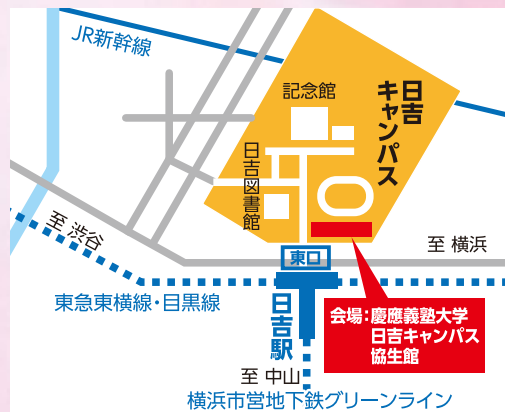 JR新幹線
記念館
日吉
キャンパス
日吉図書館
至 渋谷
至 横浜
東口
東急東横線・目黒線
日吉駅
会場：慶應義塾大学
日吉キャンパス
協生館
至 中山
横浜市営地下鉄グリーンライン